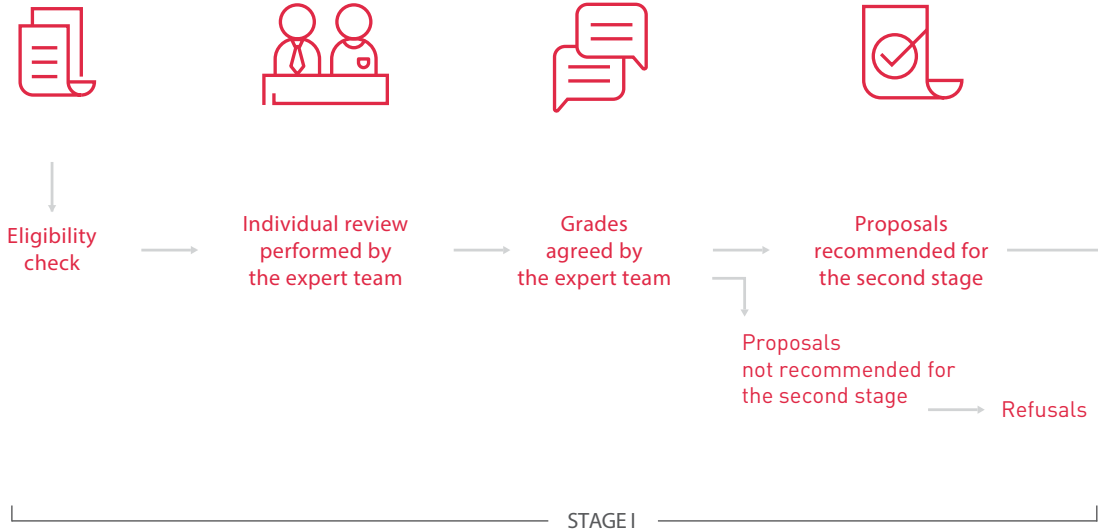 Eligibility
check
Individual review
performed by
the expert team
Grades
agreed by
the expert team
Proposals
recommended for
the second stage
Proposals
not recommended for
the second stage
Refusals
STAGE I